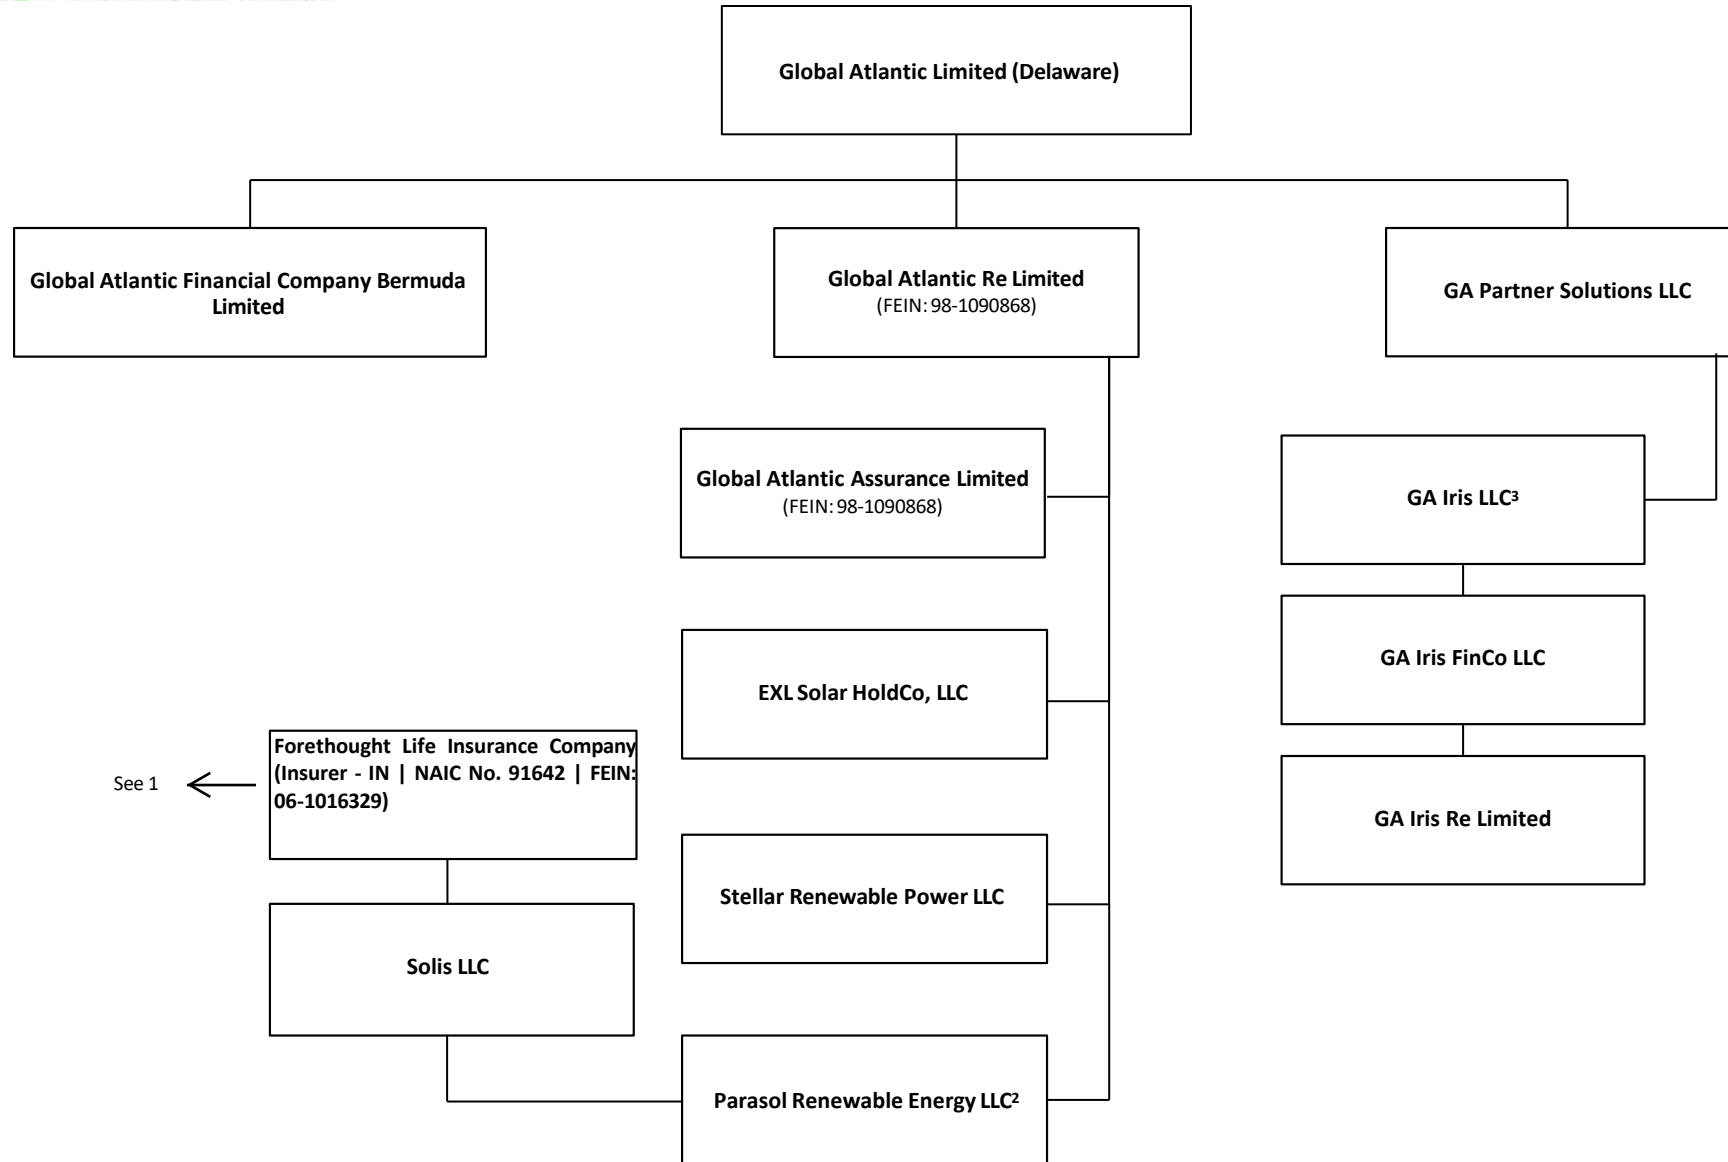 Global Atlantic Limited (Delaware)
Global Atlantic Financial Company Bermuda
Limited
Global Atlantic Re Limited
(FEIN: 98-1090868)
GA Partner Solutions LLC
Global Atlantic Assurance Limited
(FEIN: 98-1090868)
GA Iris LLC³
EXL Solar HoldCo, LLC
GA Iris FinCo LLC
See 1
Forethought Life Insurance Company
(Insurer - IN | NAIC No. 91642 | FEIN:
06-1016329)
GA Iris Re Limited
Stellar Renewable Power LLC
Solis LLC
Parasol Renewable Energy LLC²